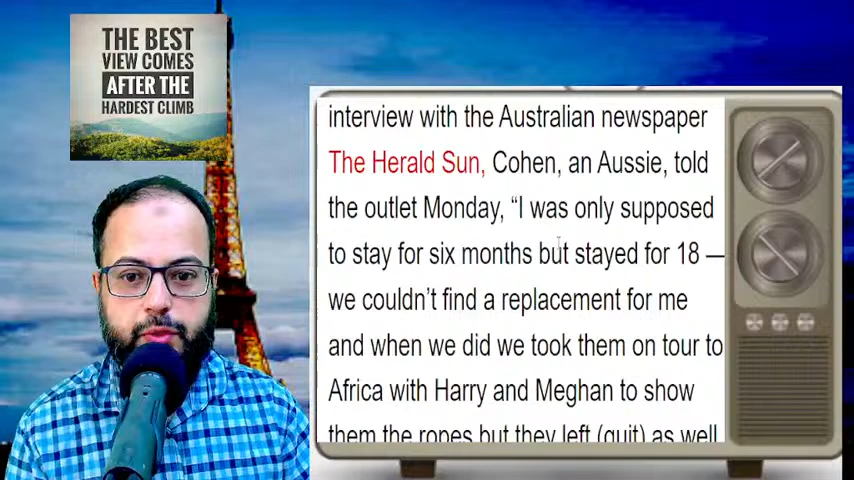 THE BEST
VIEW COMES
AFTER THE
HARDEST CLIMB
interview with the Australian newspaper
The Herald Sun, Cohen, an Aussie, told
the outlet Monday, “I was only supposed
to stay for six months but stayed for 18 —
we couldn’t find a replacement for me
and when we did we took them on tour to
Africa with Harry and Meghan to show
them the ropes but they left (quit) as well